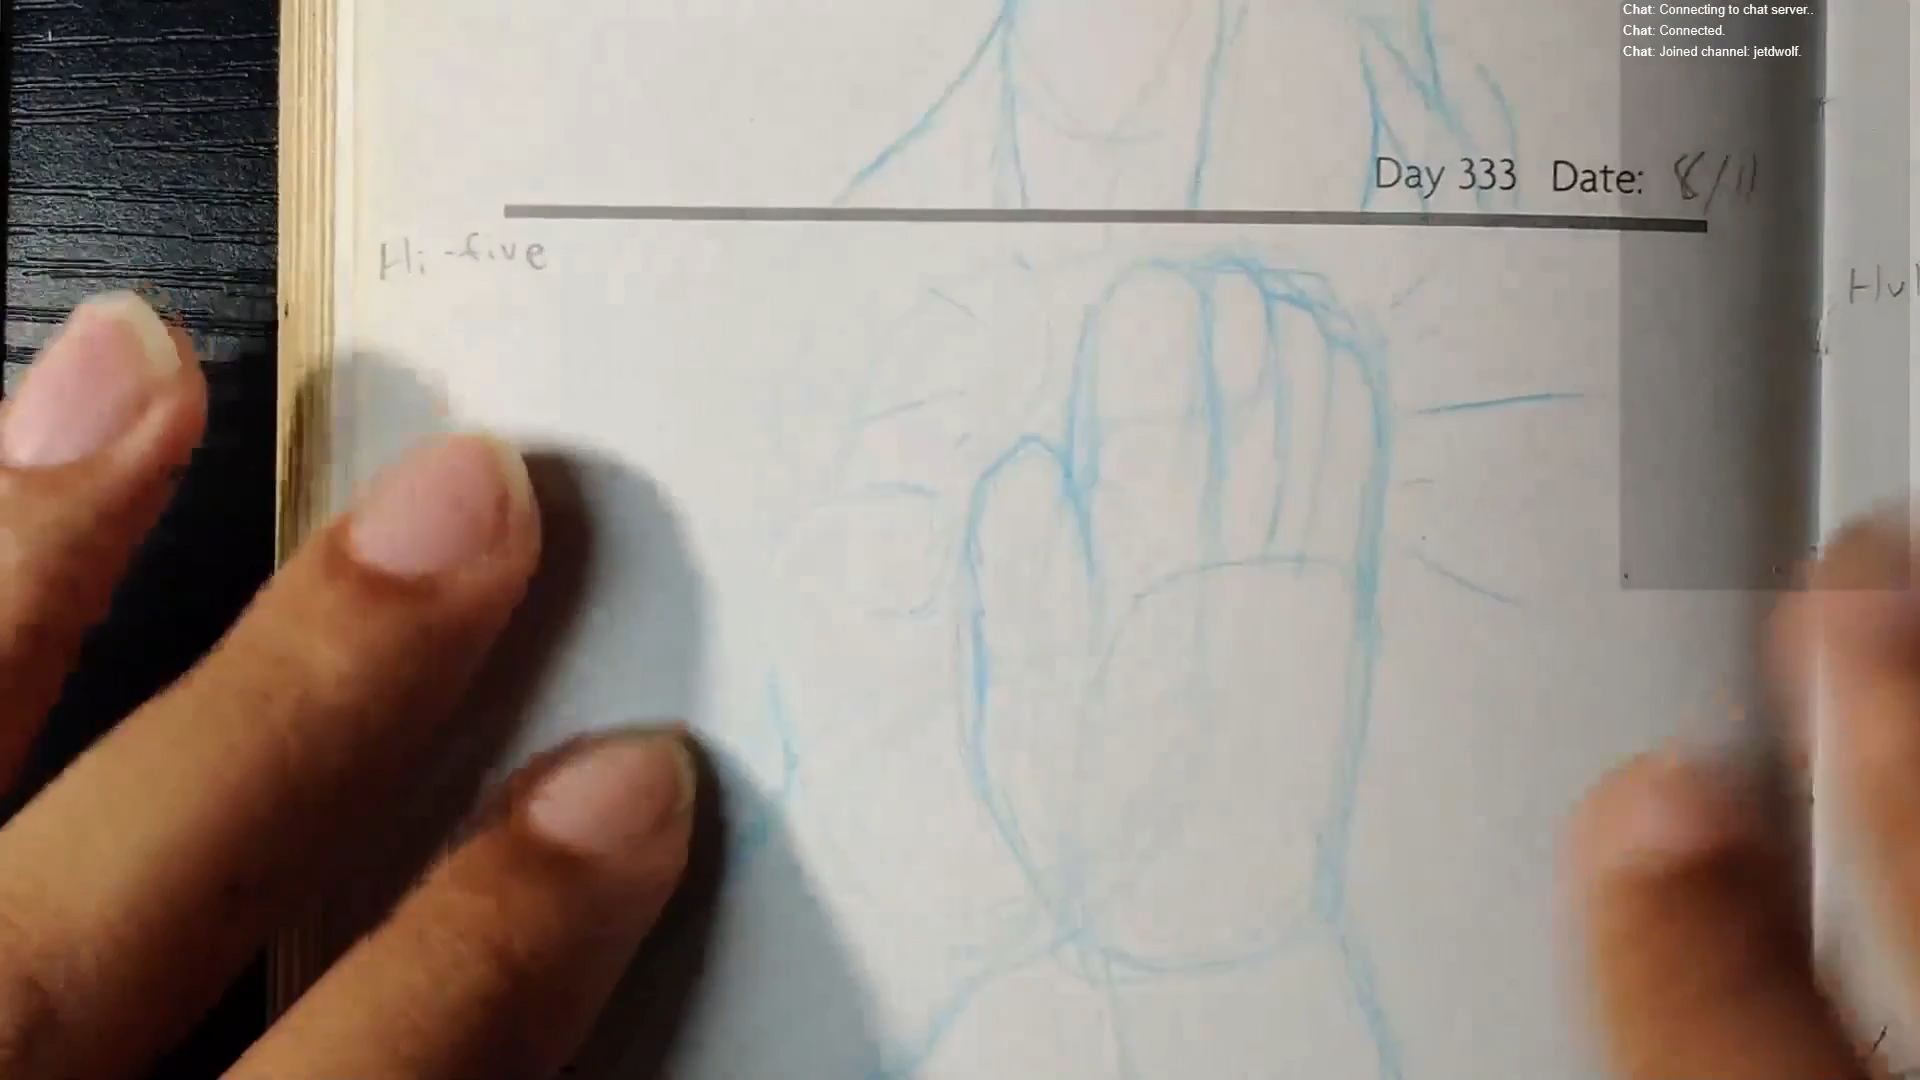 Chat: Connecting to chat server..
Chat: Connected.
Chat: Joined channel: jetdwolf.
Day 333 Date: 8/11
Hi-five